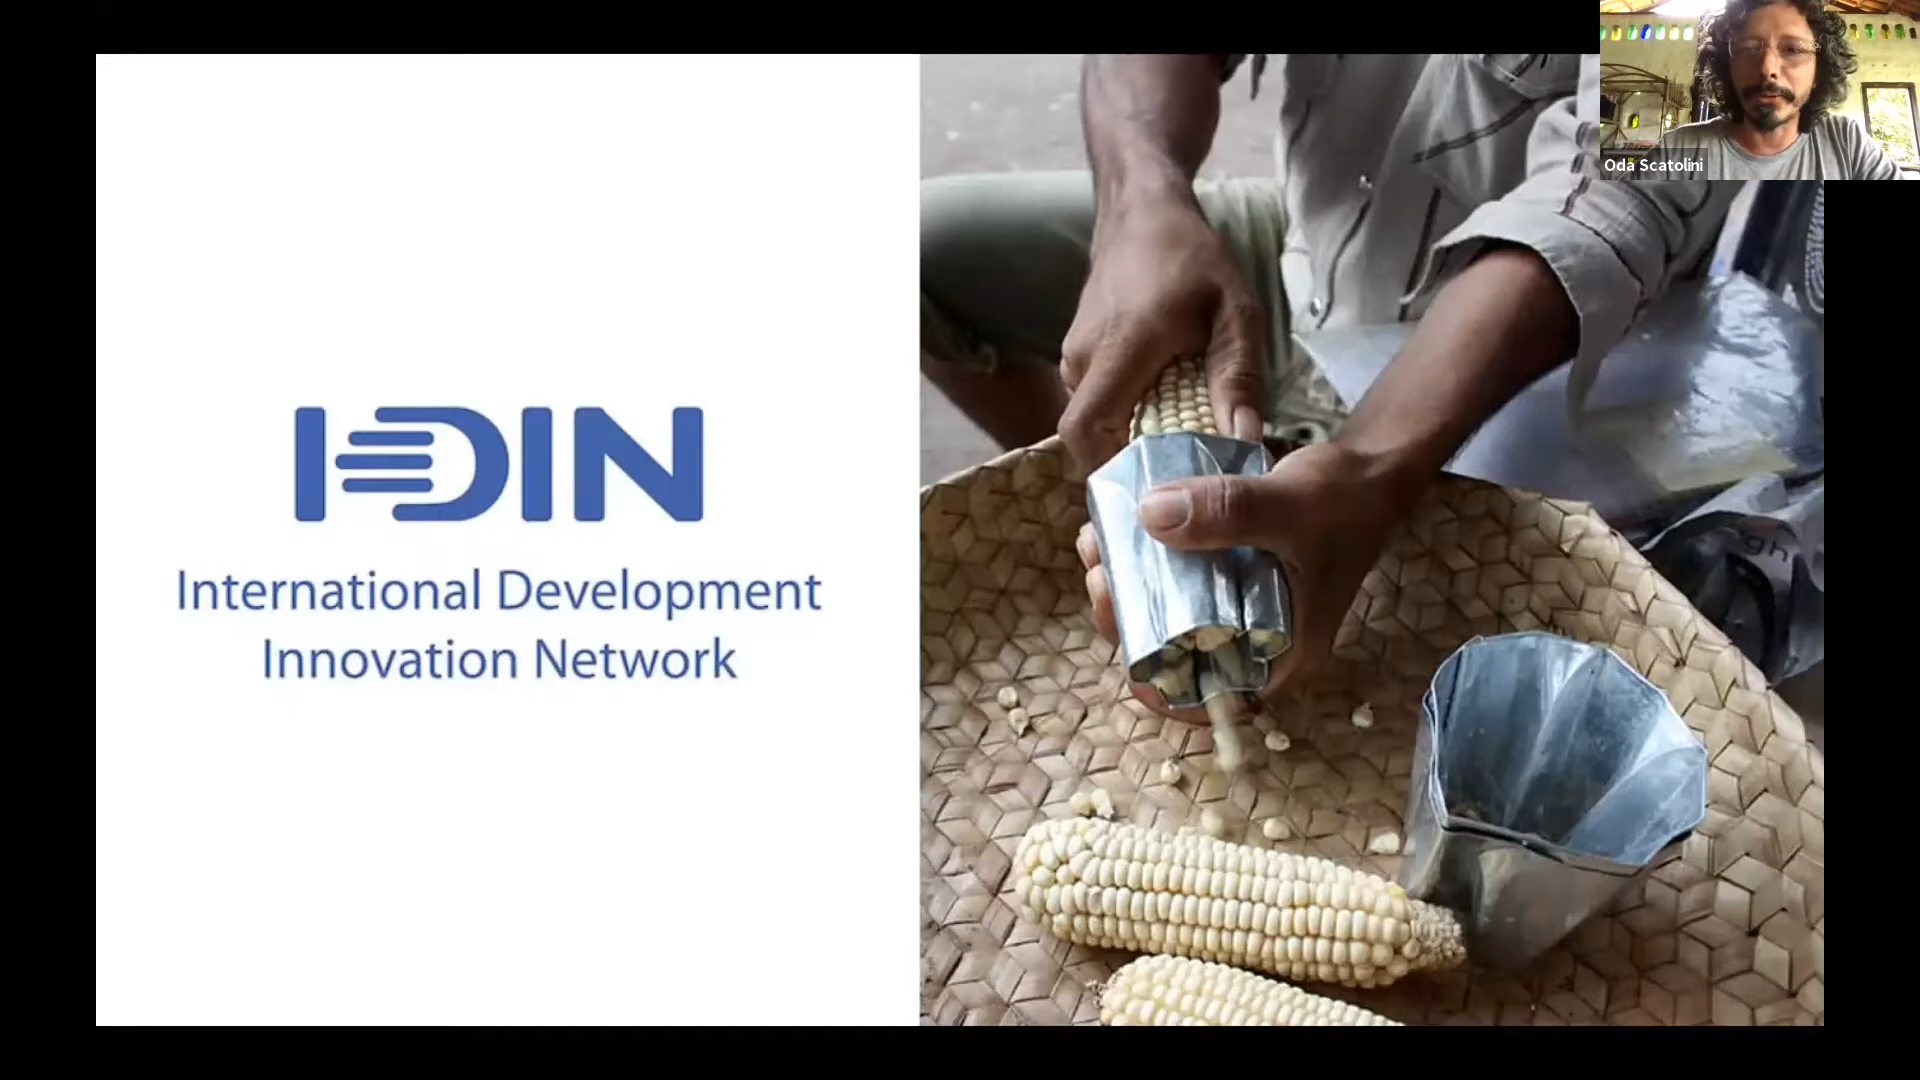 IDIN
International Development
Innovation Network
Oda Scatolini